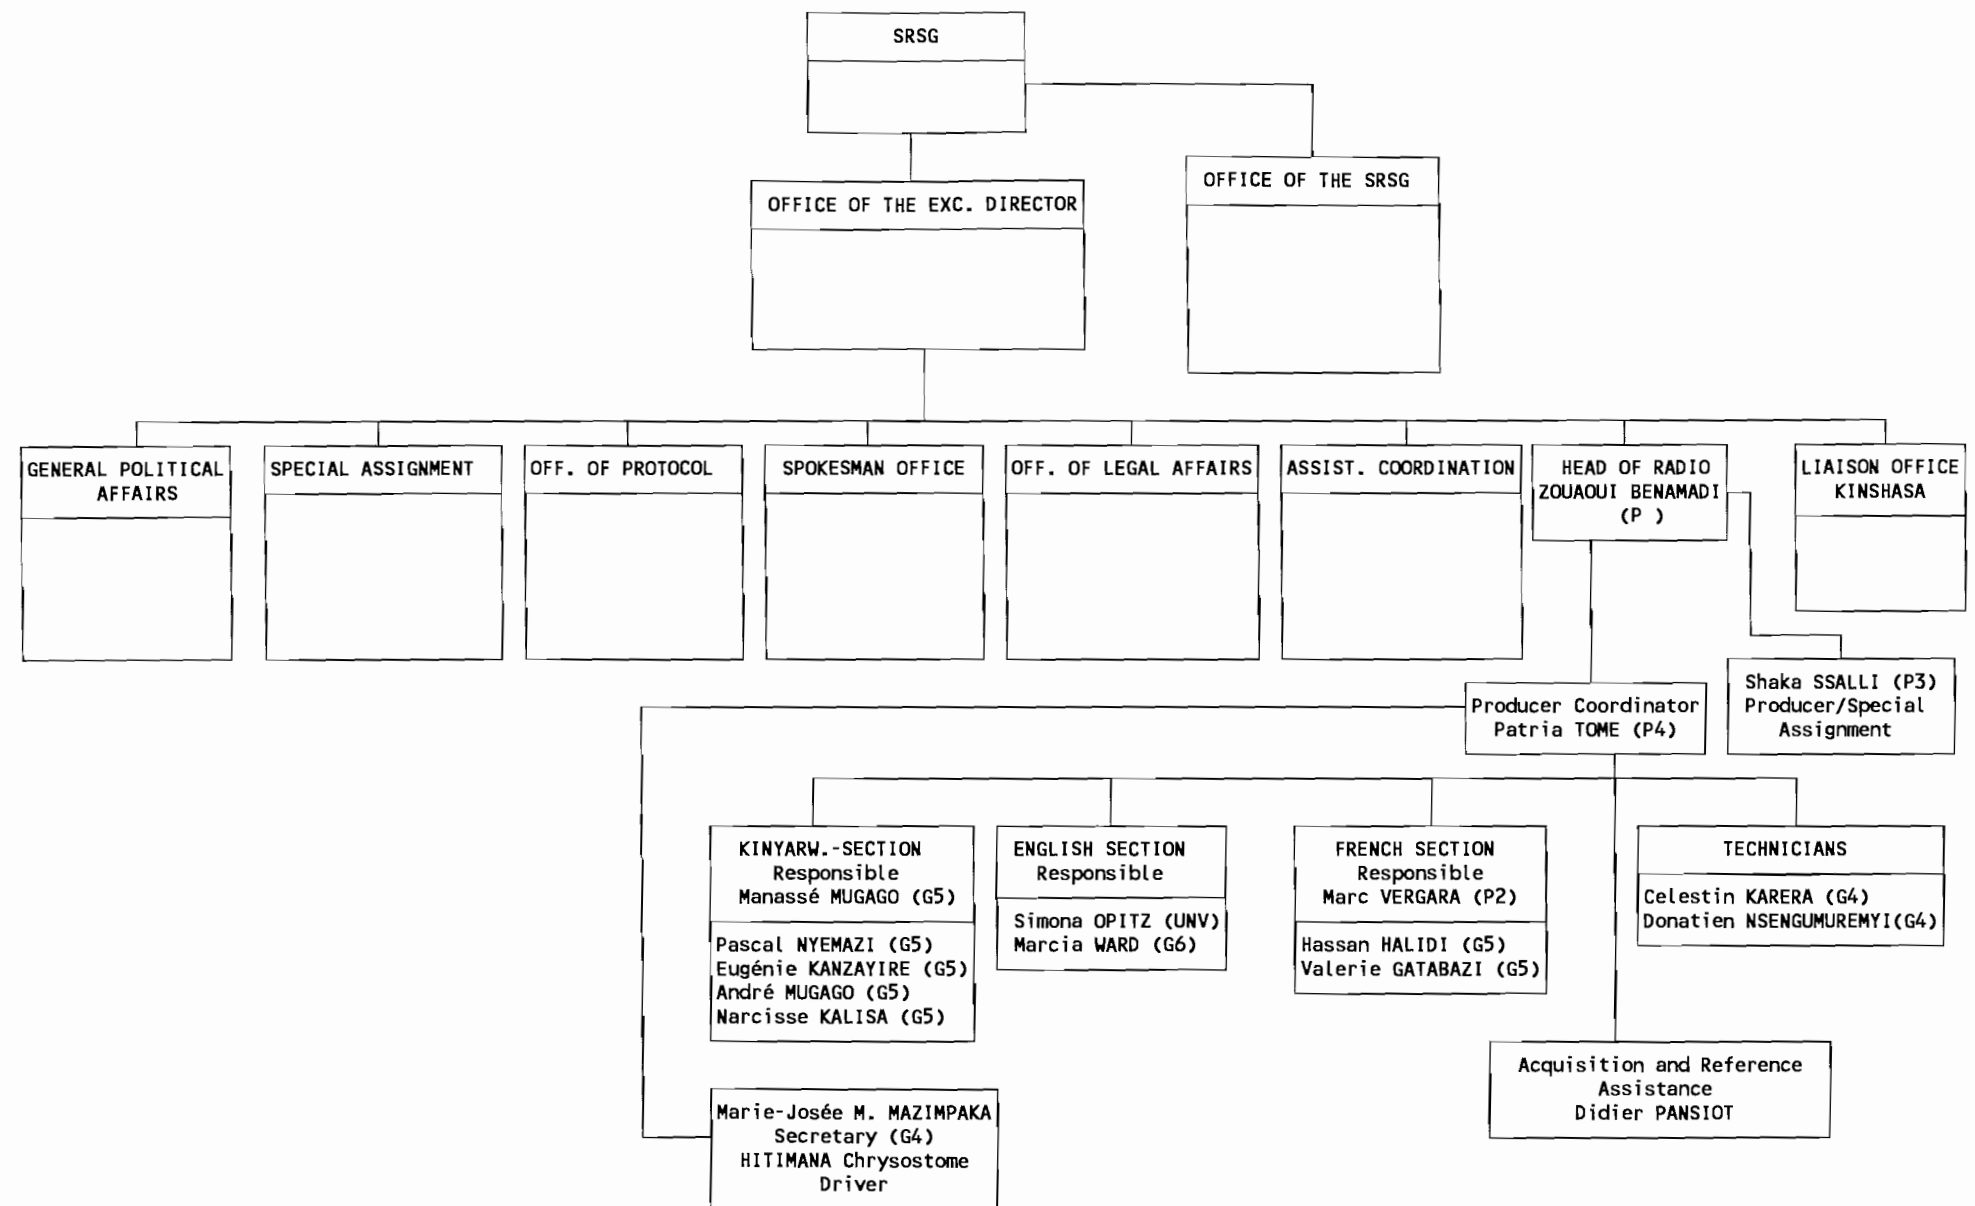 SRSG
OFFICE OF THE EXC. DIRECTOR
OFFICE OF THE SRSG
GENERAL POLITICAL
AFFAIRS
SPECIAL ASSIGNMENT
OFF. OF PROTOCOL
SPOKESMAN OFFICE
OFF. OF LEGAL AFFAIRS
ASSIST. COORDINATION
HEAD OF RADIO
ZOUAOUI BENAMADI
(P )
LIAISON OFFICE
KINSHASA
Shaka SSALLI (P3)
Producer/Special
Assignment
Producer Coordinator
Patria TOME (P4)
KINYARW.-SECTION
Responsible
Manassé MUGAGO (G5)
Pascal NYEMAZI (G5)
Eugénie KANZAYIRE (G5)
André MUGAGO (G5)
Narcisse KALISA (G5)
ENGLISH SECTION
Responsible
Simona OPITZ (UNV)
Marcia WARD (G6)
FRENCH SECTION
Responsible
Marc VERGARA (P2)
Hassan HALIDI (G5)
Valerie GATABAZI (G5)
TECHNICIANS
Celestin KARERA (G4)
Donatien NSENGUMUREMYI(G4)
Acquisition and Reference
Assistance
Didier PANSIOT
Marie-Josée M. MAZIMPAKA
Secretary (G4)
HITIMANA Chrysostome
Driver